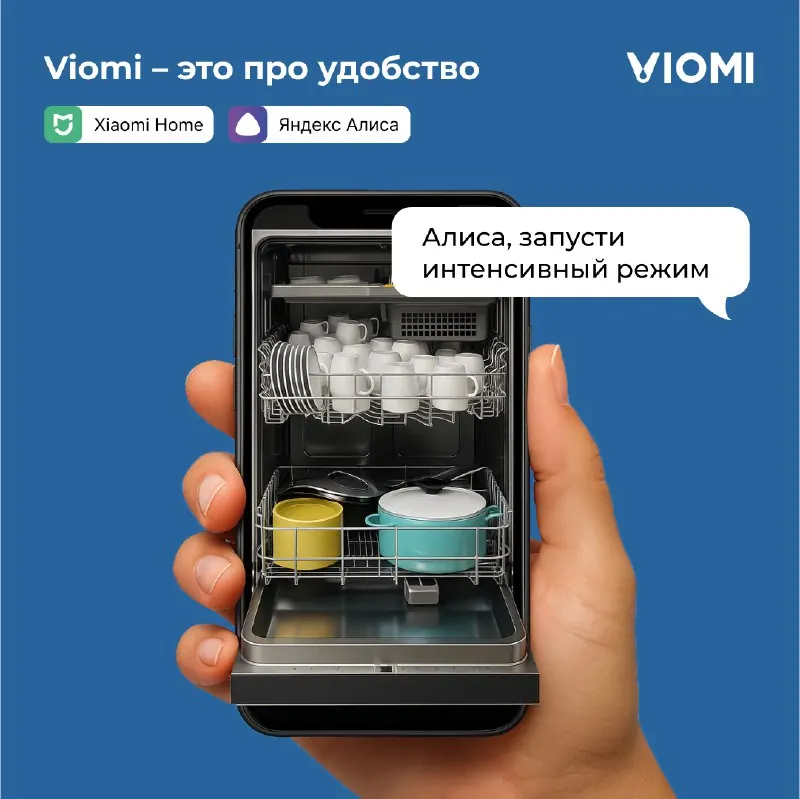 Viomi – это про удобство
VIOMI
Xiaomi Home
Яндекс Алиса
Алиса, запусти
интенсивный режим